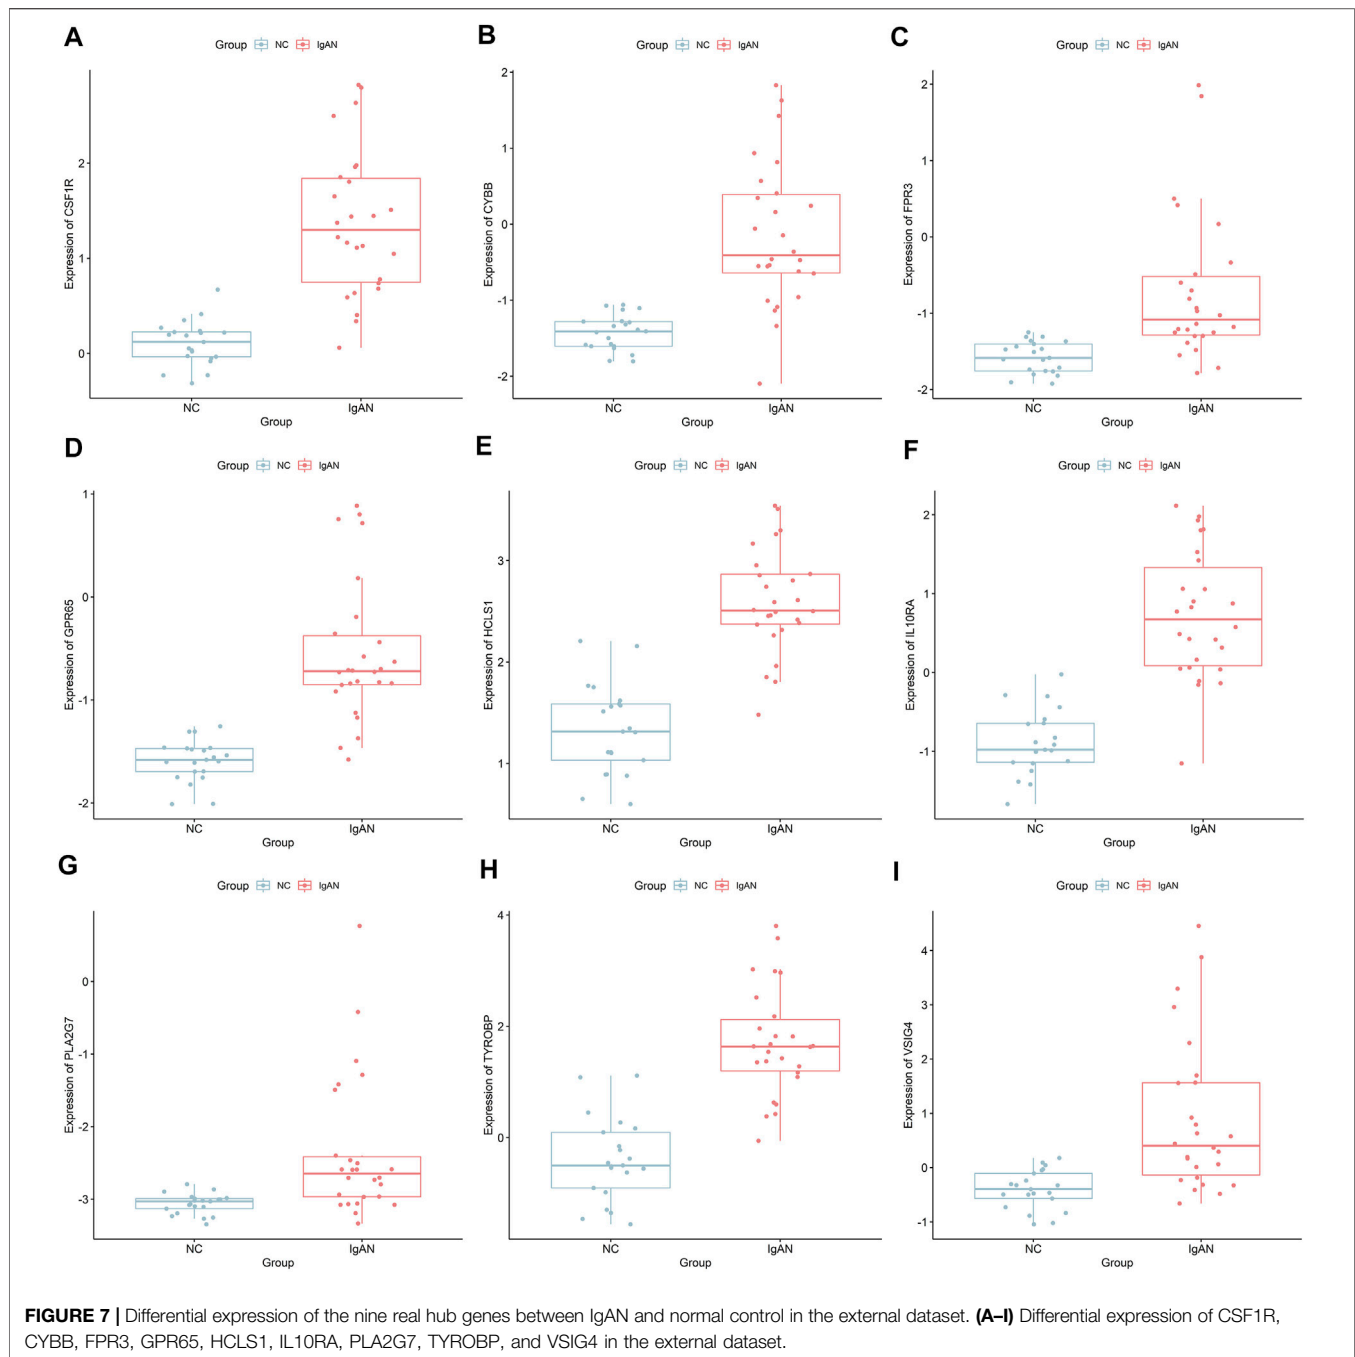 A
Group NC IgAN
Expression of CSF1R
2
1
0
NC IgAN
Group
B
Group NC IgAN
Expression of CYBB
2
1
0
-1
-2
NC IgAN
Group
C
Group NC IgAN
Expression of FPR3
2
1
0
-1
-2
NC IgAN
Group
D
Group NC IgAN
Expression of GPR65
1
0
-1
-2
NC IgAN
Group
E
Group NC IgAN
Expression of HCLS1
3
2
1
NC IgAN
Group
F
Group NC IgAN
Expression of IL10RA
2
1
0
-1
NC IgAN
Group
G
Group NC IgAN
Expression of PLA2G7
0
-1
-2
-3
NC IgAN
Group
H
Group NC IgAN
Expression of TYROBP
4
2
0
NC IgAN
Group
I
Group NC IgAN
Expression of VSIG4
4
3
2
1
0
-1
NC IgAN
Group
FIGURE 7 | Differential expression of the nine real hub genes between IgAN and normal control in the external dataset. (A–I) Differential expression of CSF1R,
CYBB, FPR3, GPR65, HCLS1, IL10RA, PLA2G7, TYROBP, and VSIG4 in the external dataset.